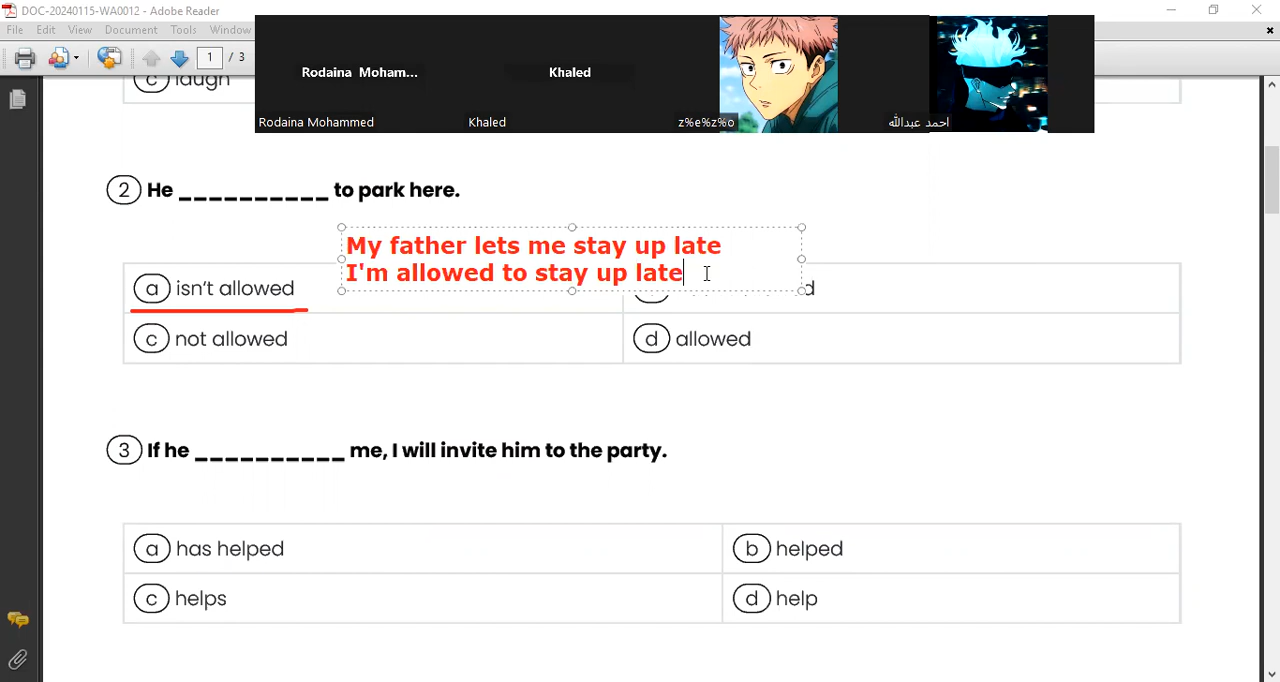 DOC-20240115-WA0012 - Adobe Reader
File Edit View Document Tools Window
1 / 3
Rodaina Moham...
Khaled
Rodaina Mohammed
Khaled
z%e%z%o
احمد عبدالله
c laugh
2 He __________ to park here.
My father lets me stay up late
I'm allowed to stay up late
a isn't allowed
c not allowed
d allowed
3 If he __________ me, I will invite him to the party.
a has helped
b helped
c helps
d help